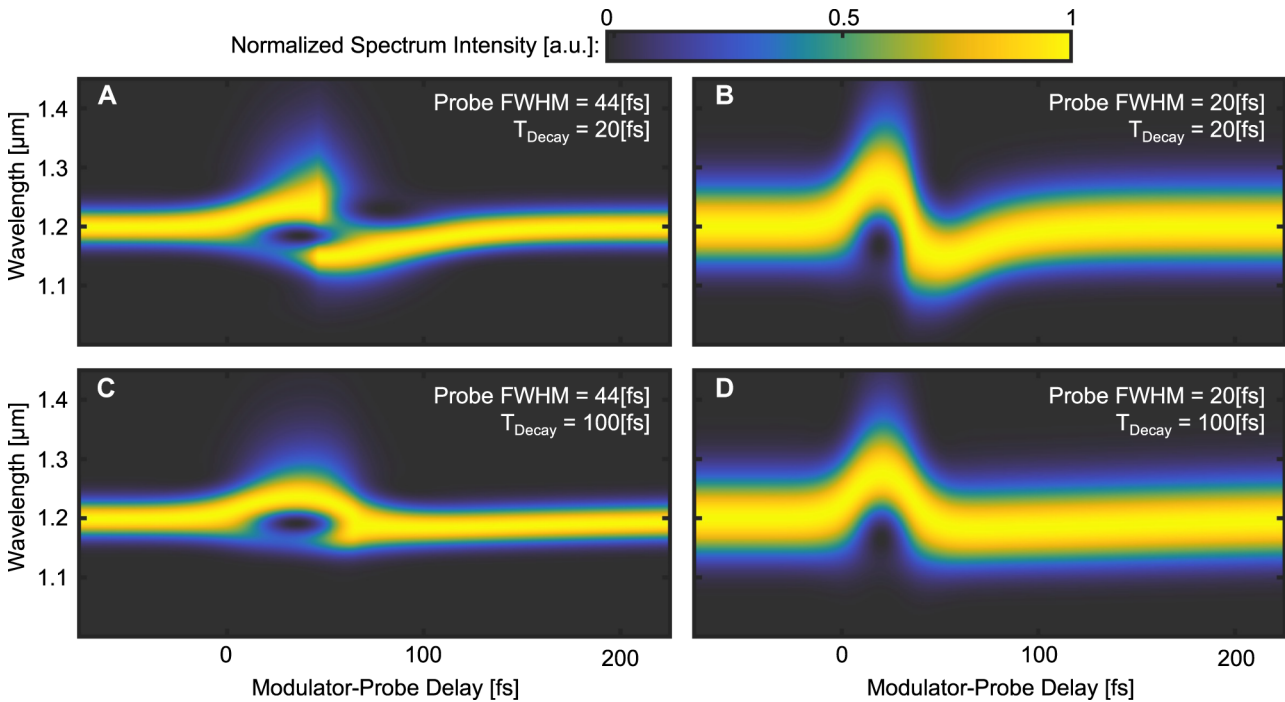 0 0.5 1
Normalized Spectrum Intensity [a.u.]:
A
Probe FWHM = 44[fs]
T_Decay = 20[fs]
B
Probe FWHM = 20[fs]
T_Decay = 20[fs]
1.4
1.3
1.2
1.1
Wavelength [µm]
C
Probe FWHM = 44[fs]
T_Decay = 100[fs]
D
Probe FWHM = 20[fs]
T_Decay = 100[fs]
1.4
1.3
1.2
1.1
Wavelength [µm]
0 100 200
0 100 200
Modulator-Probe Delay [fs]
Modulator-Probe Delay [fs]